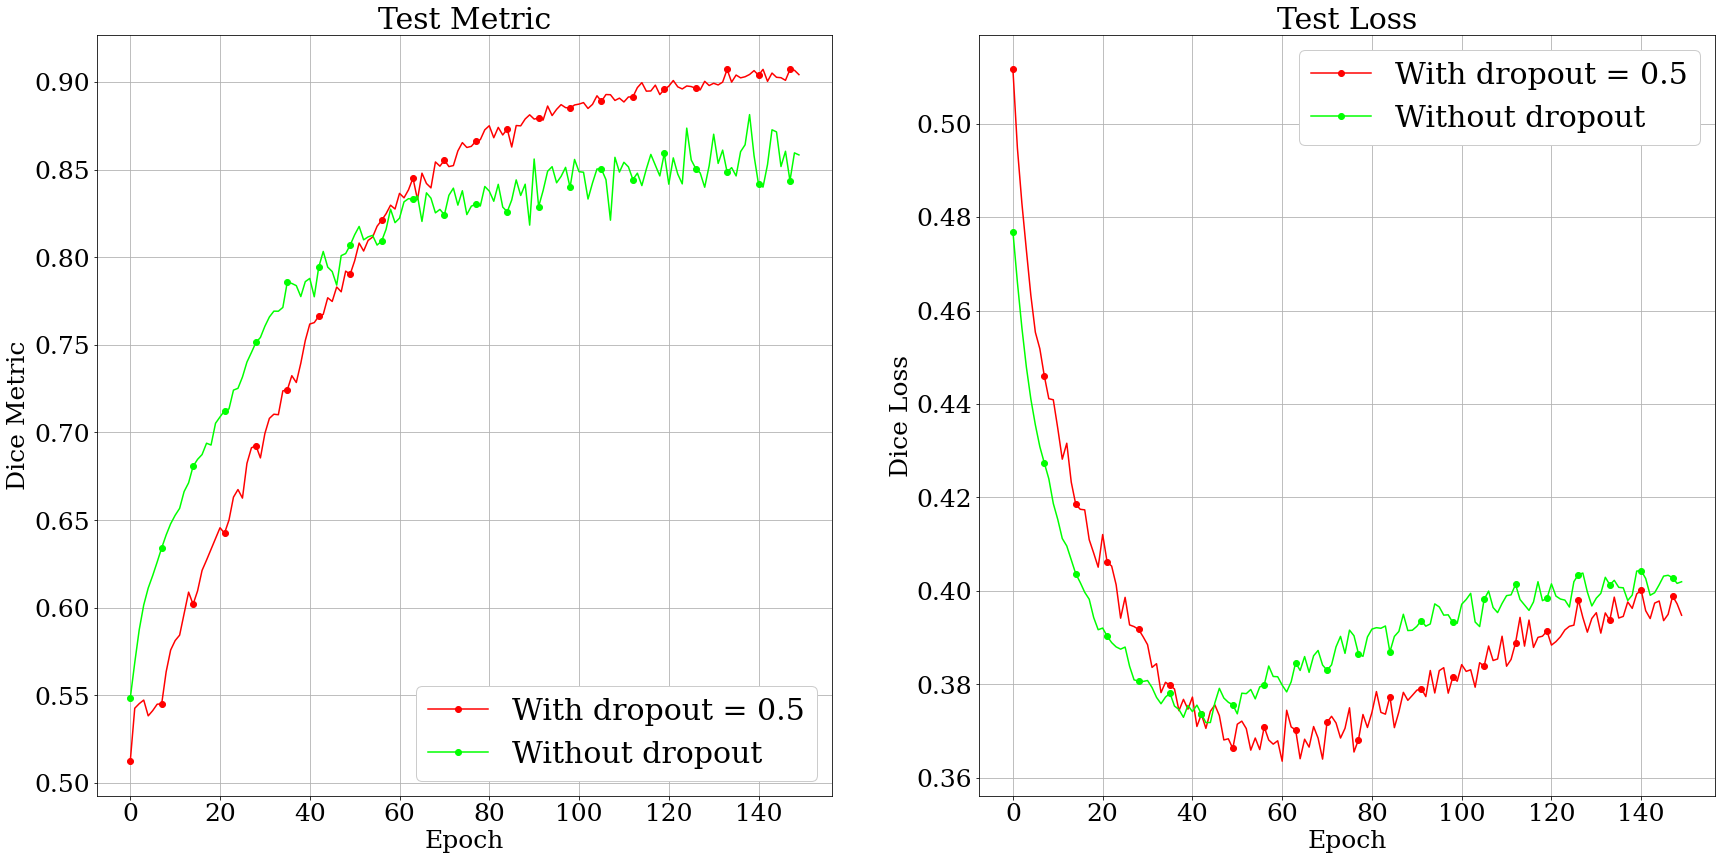 Test Metric
Dice Metric
0.90
0.85
0.80
0.75
0.70
0.65
0.60
0.55
0.50
With dropout = 0.5
Without dropout
0 20 40 60 80 100 120 140
Epoch
Test Loss
Dice Loss
0.50
0.48
0.46
0.44
0.42
0.40
0.38
0.36
With dropout = 0.5
Without dropout
0 20 40 60 80 100 120 140
Epoch